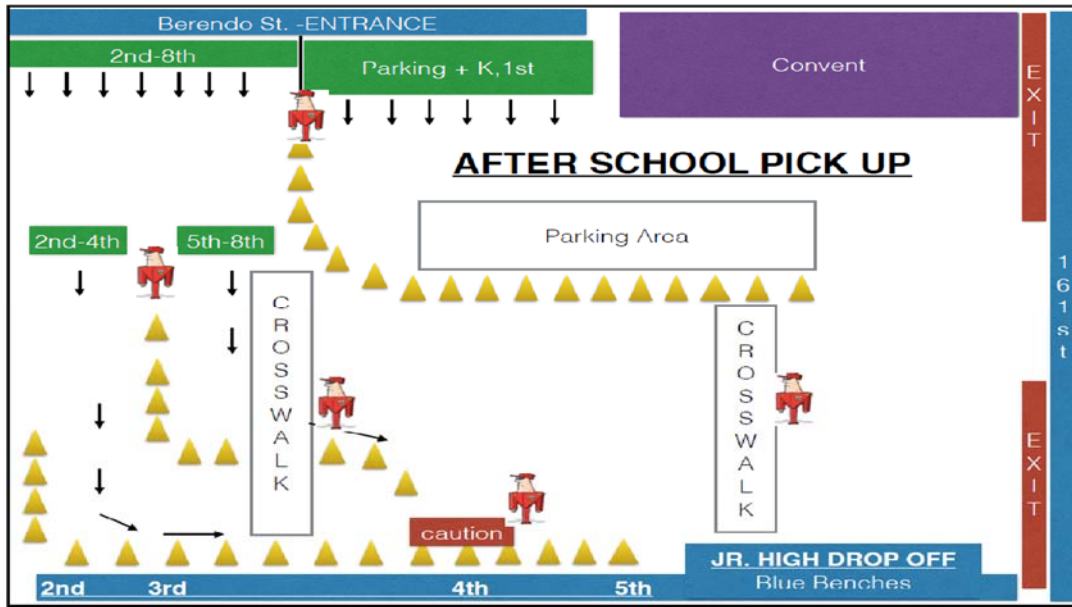 Berendo St. -ENTRANCE
2nd-8th
Parking + K,1st
Convent
EXIT
AFTER SCHOOL PICK UP
Parking Area
2nd-4th
5th-8th
CROSSWALK
CROSSWALK
161st
EXIT
caution
JR. HIGH DROP OFF
Blue Benches
2nd 3rd 4th 5th